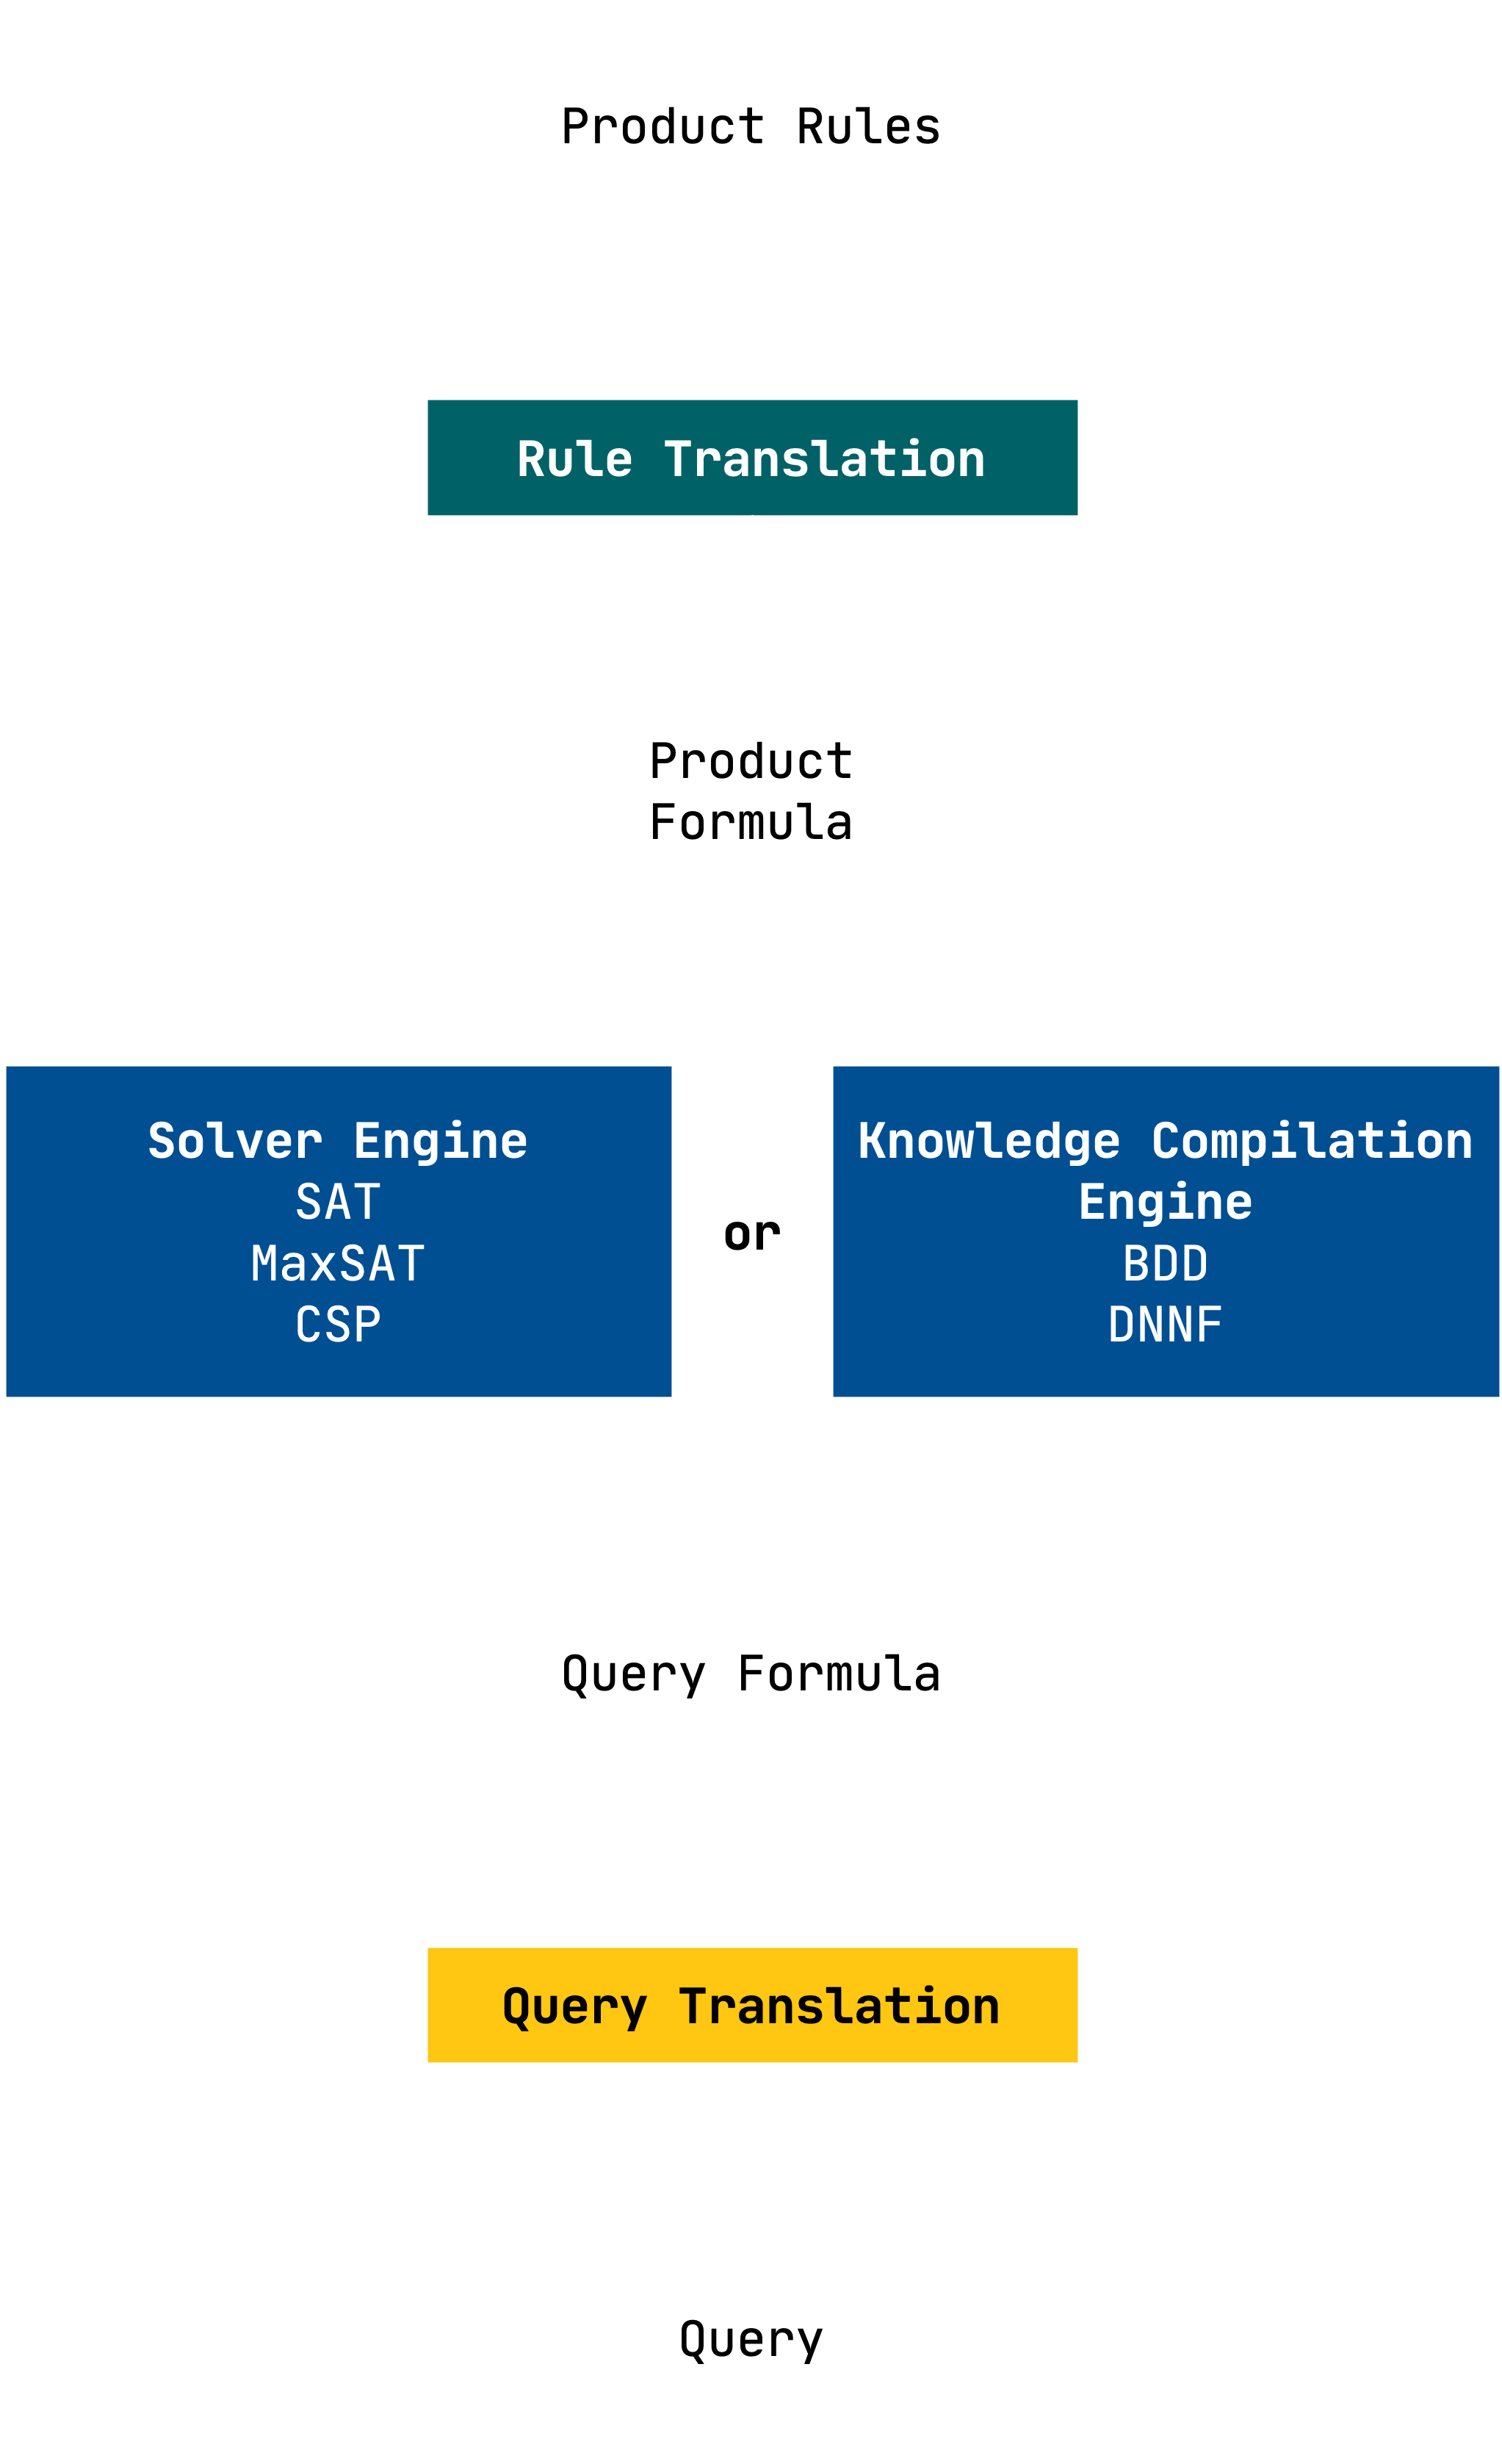 Product Rules
Rule Translation
Product
Formula
Solver Engine
SAT
MaxSAT
CSP
or
Knowledge Compilation
Engine
BDD
DNNF
Query Formula
Query Translation
Query